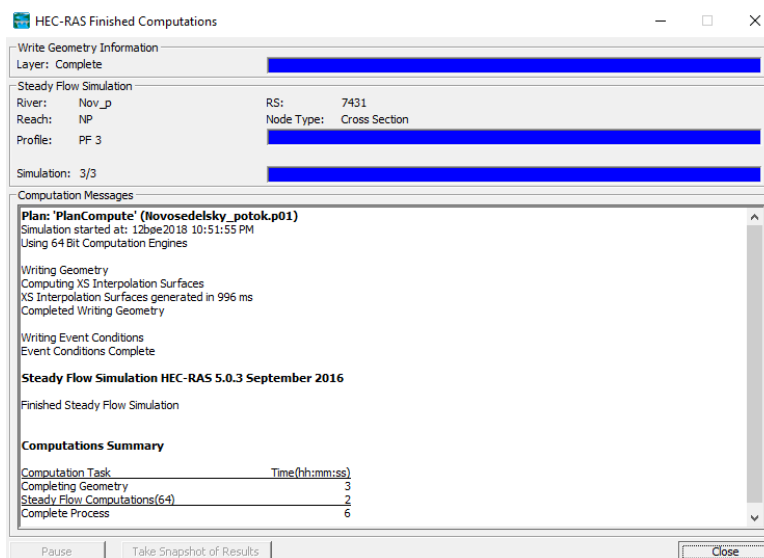 HEC-RAS Finished Computations
Write Geometry Information
Layer: Complete
Steady Flow Simulation
River: Nov_p RS: 7431
Reach: NP Node Type: Cross Section
Profile: PF 3
Simulation: 3/3
Computation Messages
Plan: 'PlanCompute' (Novosedelsky_potok.p01)
Simulation started at: 12bøe2018 10:51:55 PM
Using 64 Bit Computation Engines
Writing Geometry
Computing XS Interpolation Surfaces
XS Interpolation Surfaces generated in 996 ms
Completed Writing Geometry
Writing Event Conditions
Event Conditions Complete
Steady Flow Simulation HEC-RAS 5.0.3 September 2016
Finished Steady Flow Simulation
Computations Summary
Computation Task Time(hh:mm:ss)
Completing Geometry 3
Steady Flow Computations(64) 2
Complete Process 6
Pause Take Snapshot of Results Close